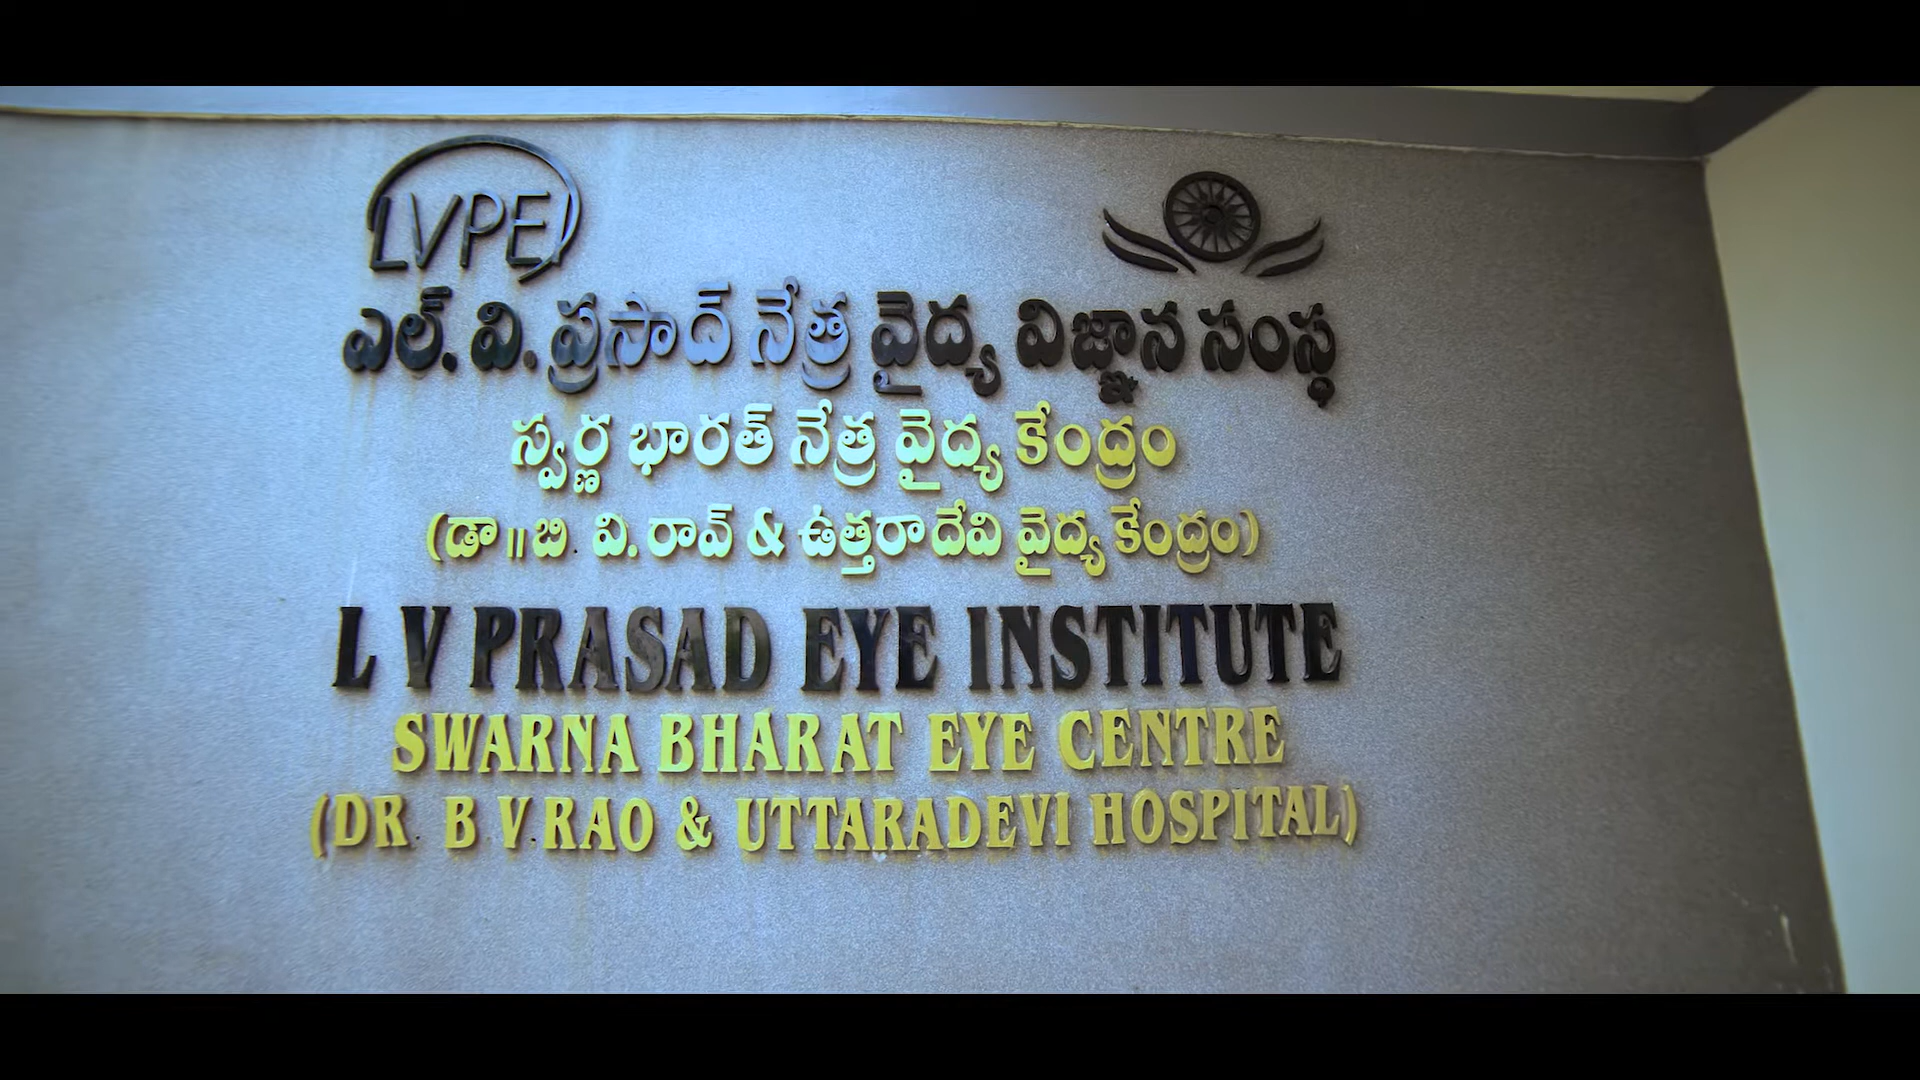 LVPEI
ఎల్. వి. ప్రసాద్ నేత్ర వైద్య విజ్ఞాన సంస్థ
స్వర్ణ భారత్ నేత్ర వైద్య కేంద్రం
(డా॥బి. వి. రావ్ & ఉత్తరాదేవి వైద్య కేంద్రం)
L V PRASAD EYE INSTITUTE
SWARNA BHARAT EYE CENTRE
(DR. B.V.RAO & UTTARADEVI HOSPITAL)